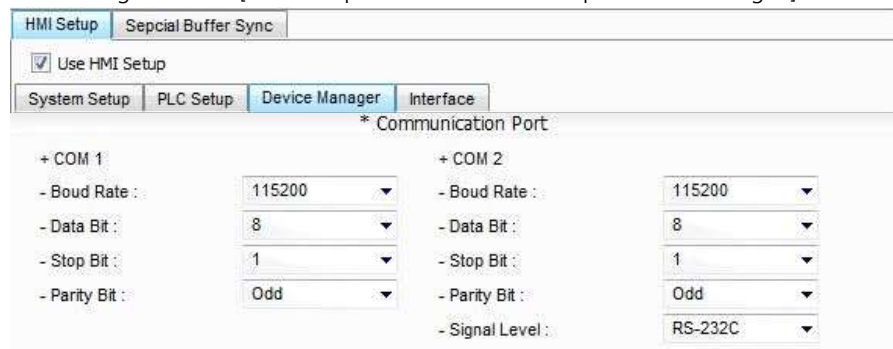 HMI Setup Sepcial Buffer Sync
Use HMI Setup
System Setup PLC Setup Device Manager Interface
* Communication Port
+ COM 1 + COM 2
- Boud Rate : 115200 - Boud Rate : 115200
- Data Bit : 8 - Data Bit : 8
- Stop Bit : 1 - Stop Bit : 1
- Parity Bit : Odd - Parity Bit : Odd
- Signal Level : RS-232C